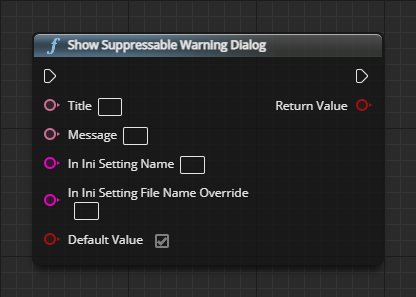 Show Suppressable Warning Dialog
Title
Return Value
Message
In Ini Setting Name
In Ini Setting File Name Override
Default Value